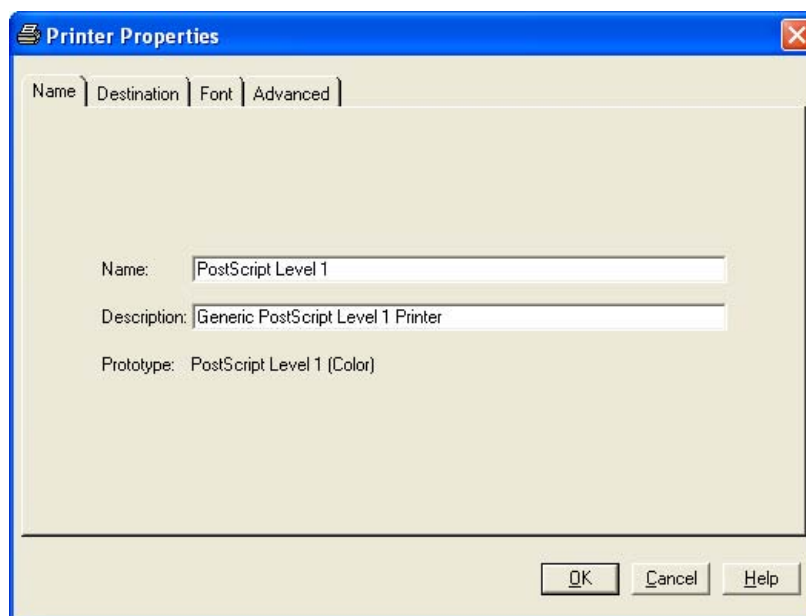 Printer Properties
Name Destination Font Advanced
Name: PostScript Level 1
Description: Generic PostScript Level 1 Printer
Prototype: PostScript Level 1 (Color)
OK Cancel Help